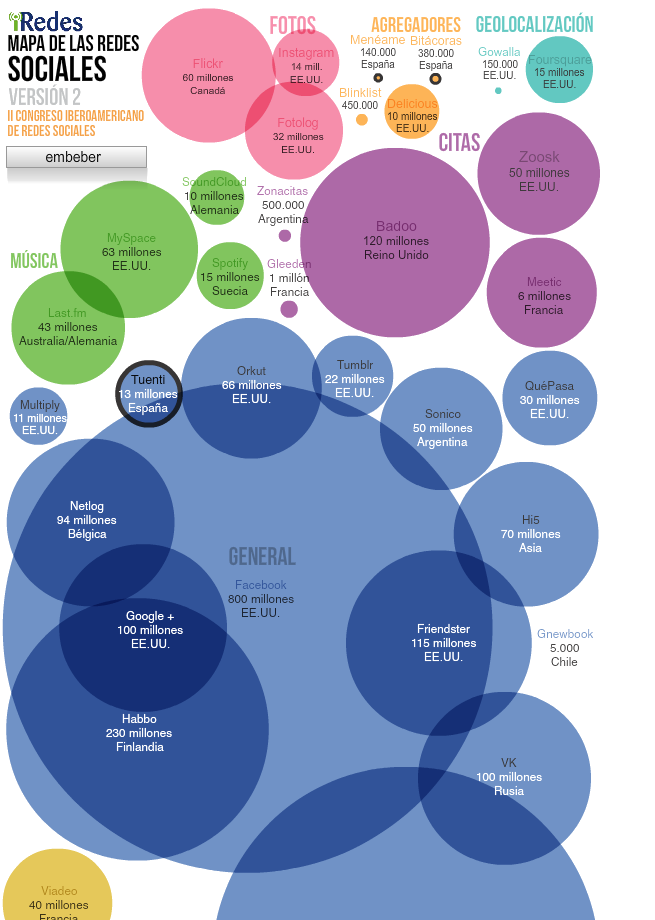 iRedes
MAPA DE LAS REDES
SOCIALES
VERSIÓN 2
II CONGRESO IBEROAMERICANO
DE REDES SOCIALES
embeber
FOTOS
Flickr
60 millones
Canadá
Instagram
14 mill.
EE.UU.
Fotolog
32 millones
EE.UU.
AGREGADORES
Menéame
140.000
España
Bitácoras
380.000
España
Blinklist
450.000
Delicious
10 millones
EE.UU.
GEOLOCALIZACIÓN
Gowalla
150.000
EE.UU.
Foursquare
15 millones
EE.UU.
CITAS
Zoosk
50 millones
EE.UU.
Badoo
120 millones
Reino Unido
Meetic
6 millones
Francia
Zonacitas
500.000
Argentina
Gleeden
1 millón
Francia
MÚSICA
SoundCloud
10 millones
Alemania
MySpace
63 millones
EE.UU.
Spotify
15 millones
Suecia
Last.fm
43 millones
Australia/Alemania
GENERAL
Tuenti
13 millones
España
Orkut
66 millones
EE.UU.
Tumblr
22 millones
EE.UU.
QuéPasa
30 millones
EE.UU.
Multiply
11 millones
EE.UU.
Sonico
50 millones
Argentina
Netlog
94 millones
Bélgica
Hi5
70 millones
Asia
Facebook
800 millones
EE.UU.
Google +
100 millones
EE.UU.
Friendster
115 millones
EE.UU.
Gnewbook
5.000
Chile
Habbo
230 millones
Finlandia
VK
100 millones
Rusia
Viadeo
40 millones
Francia